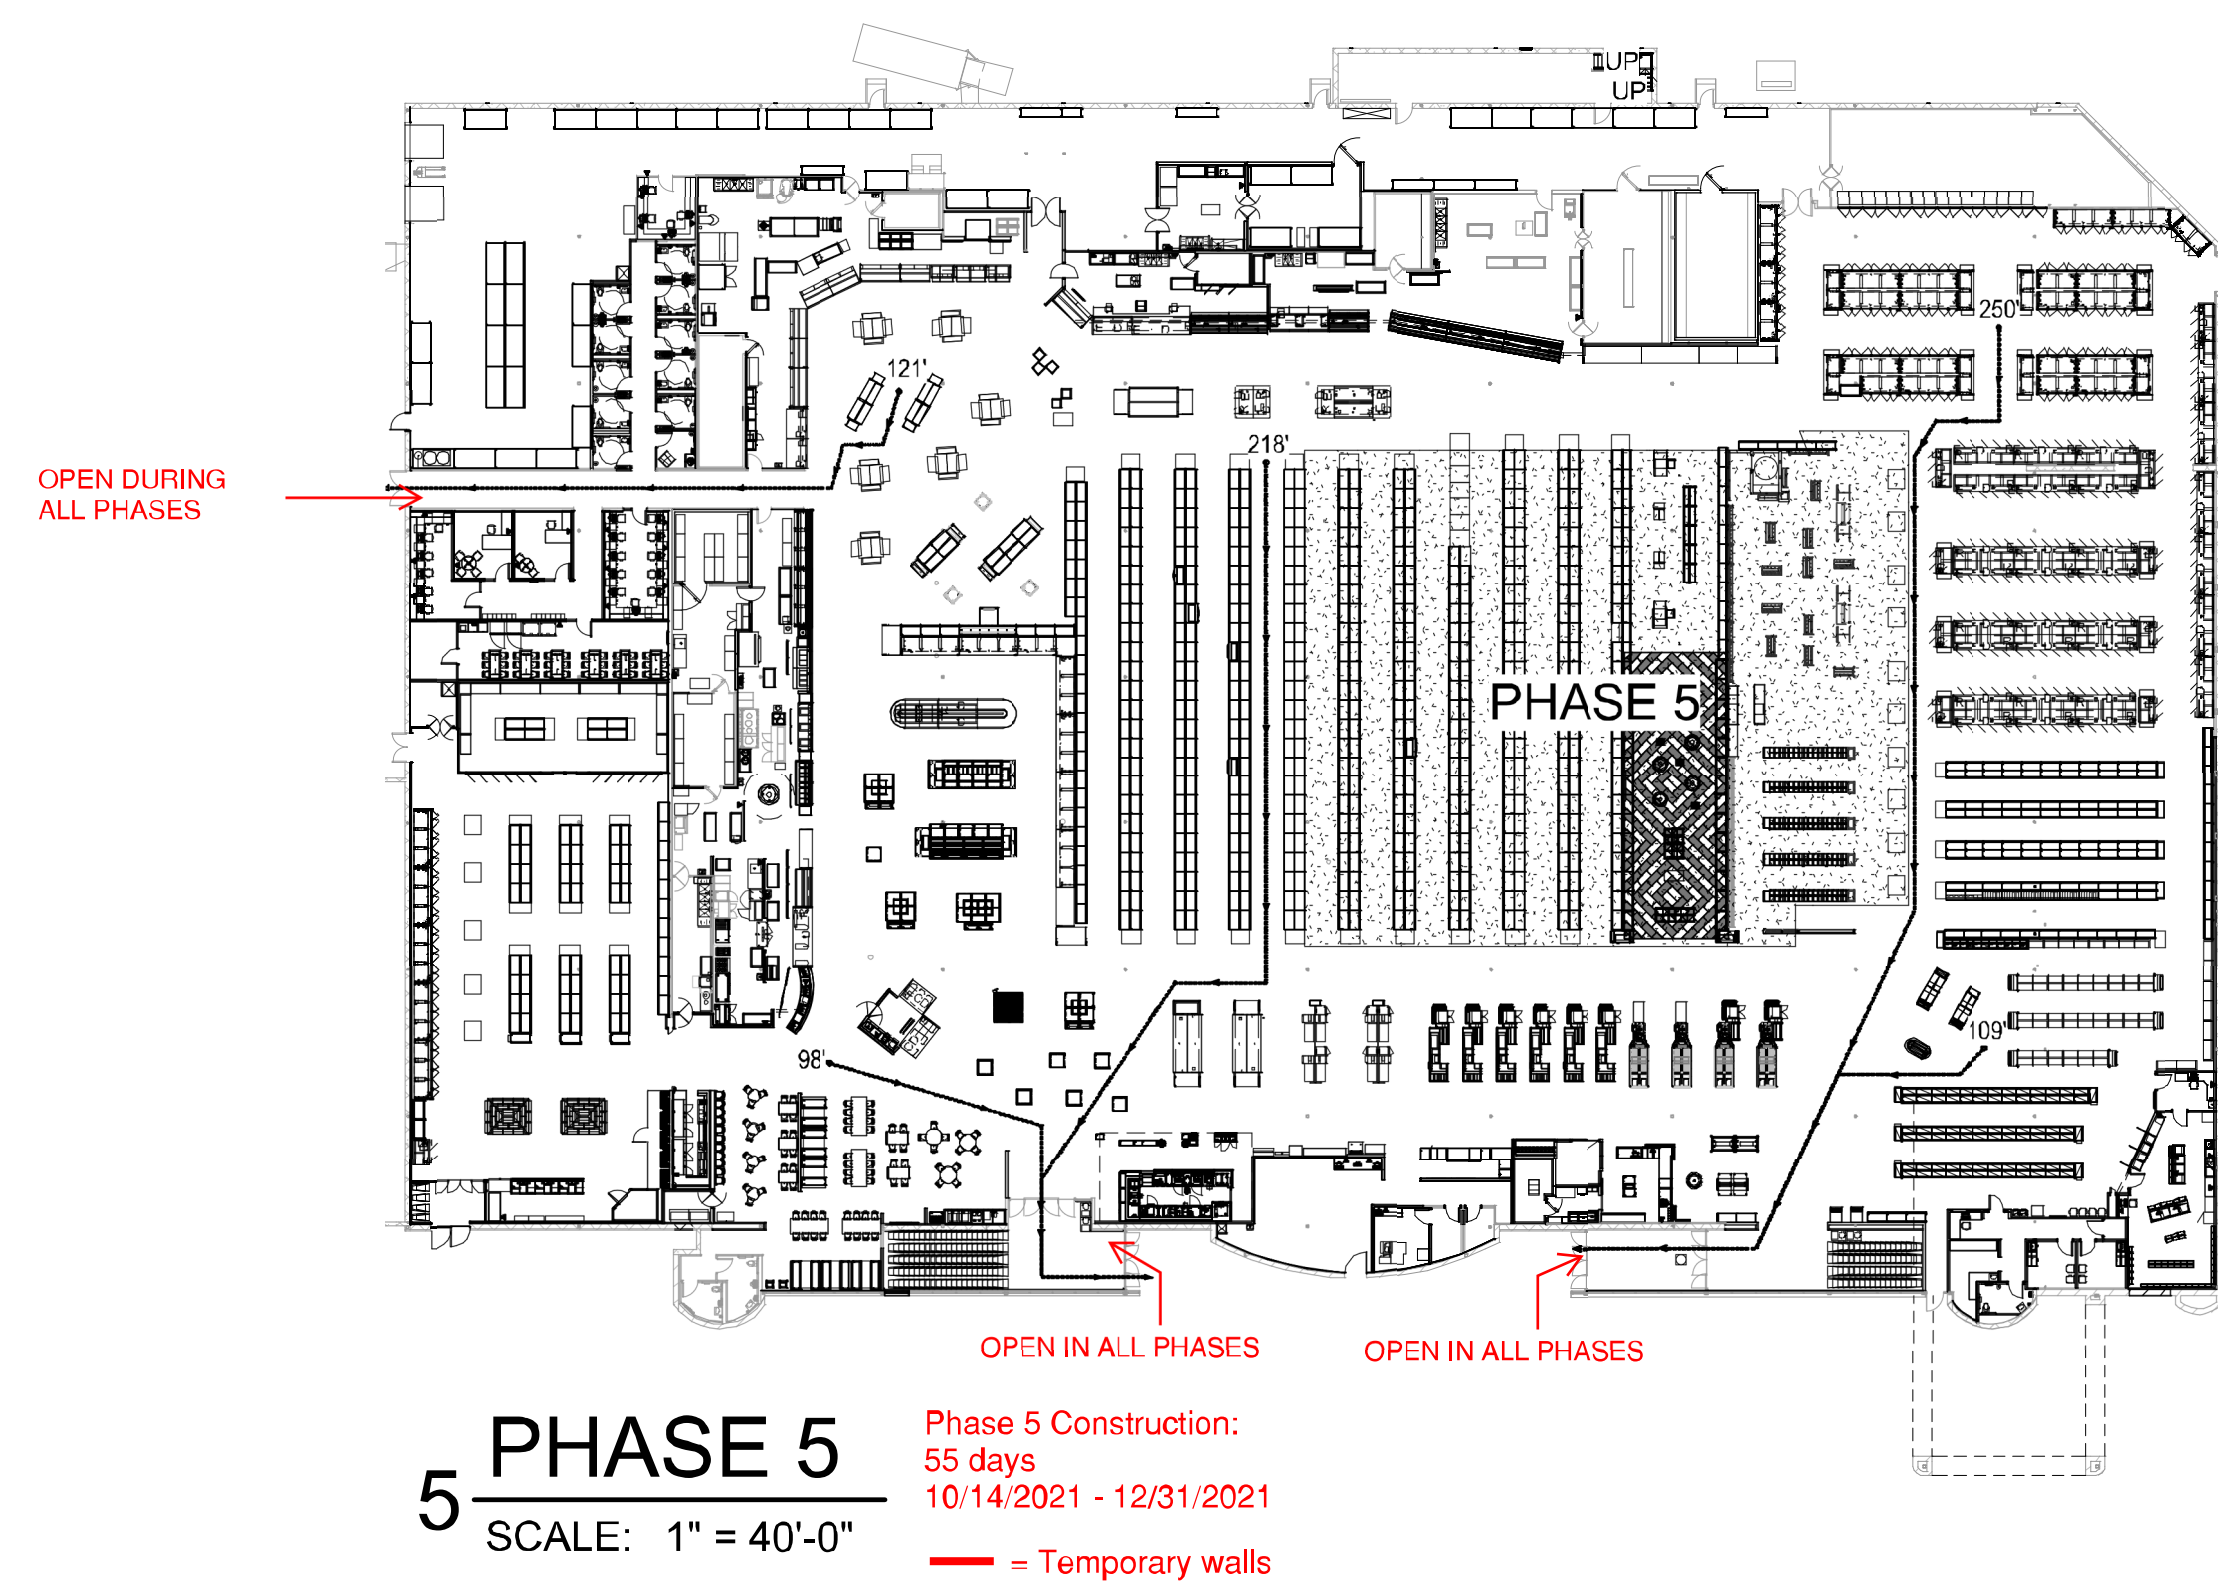 UP
UP
250'
121'
218'
OPEN DURING
ALL PHASES
PHASE 5
109'
98'
OPEN IN ALL PHASES
OPEN IN ALL PHASES
5
PHASE 5
SCALE: 1" = 40'-0"
Phase 5 Construction:
55 days
10/14/2021 - 12/31/2021
= Temporary walls